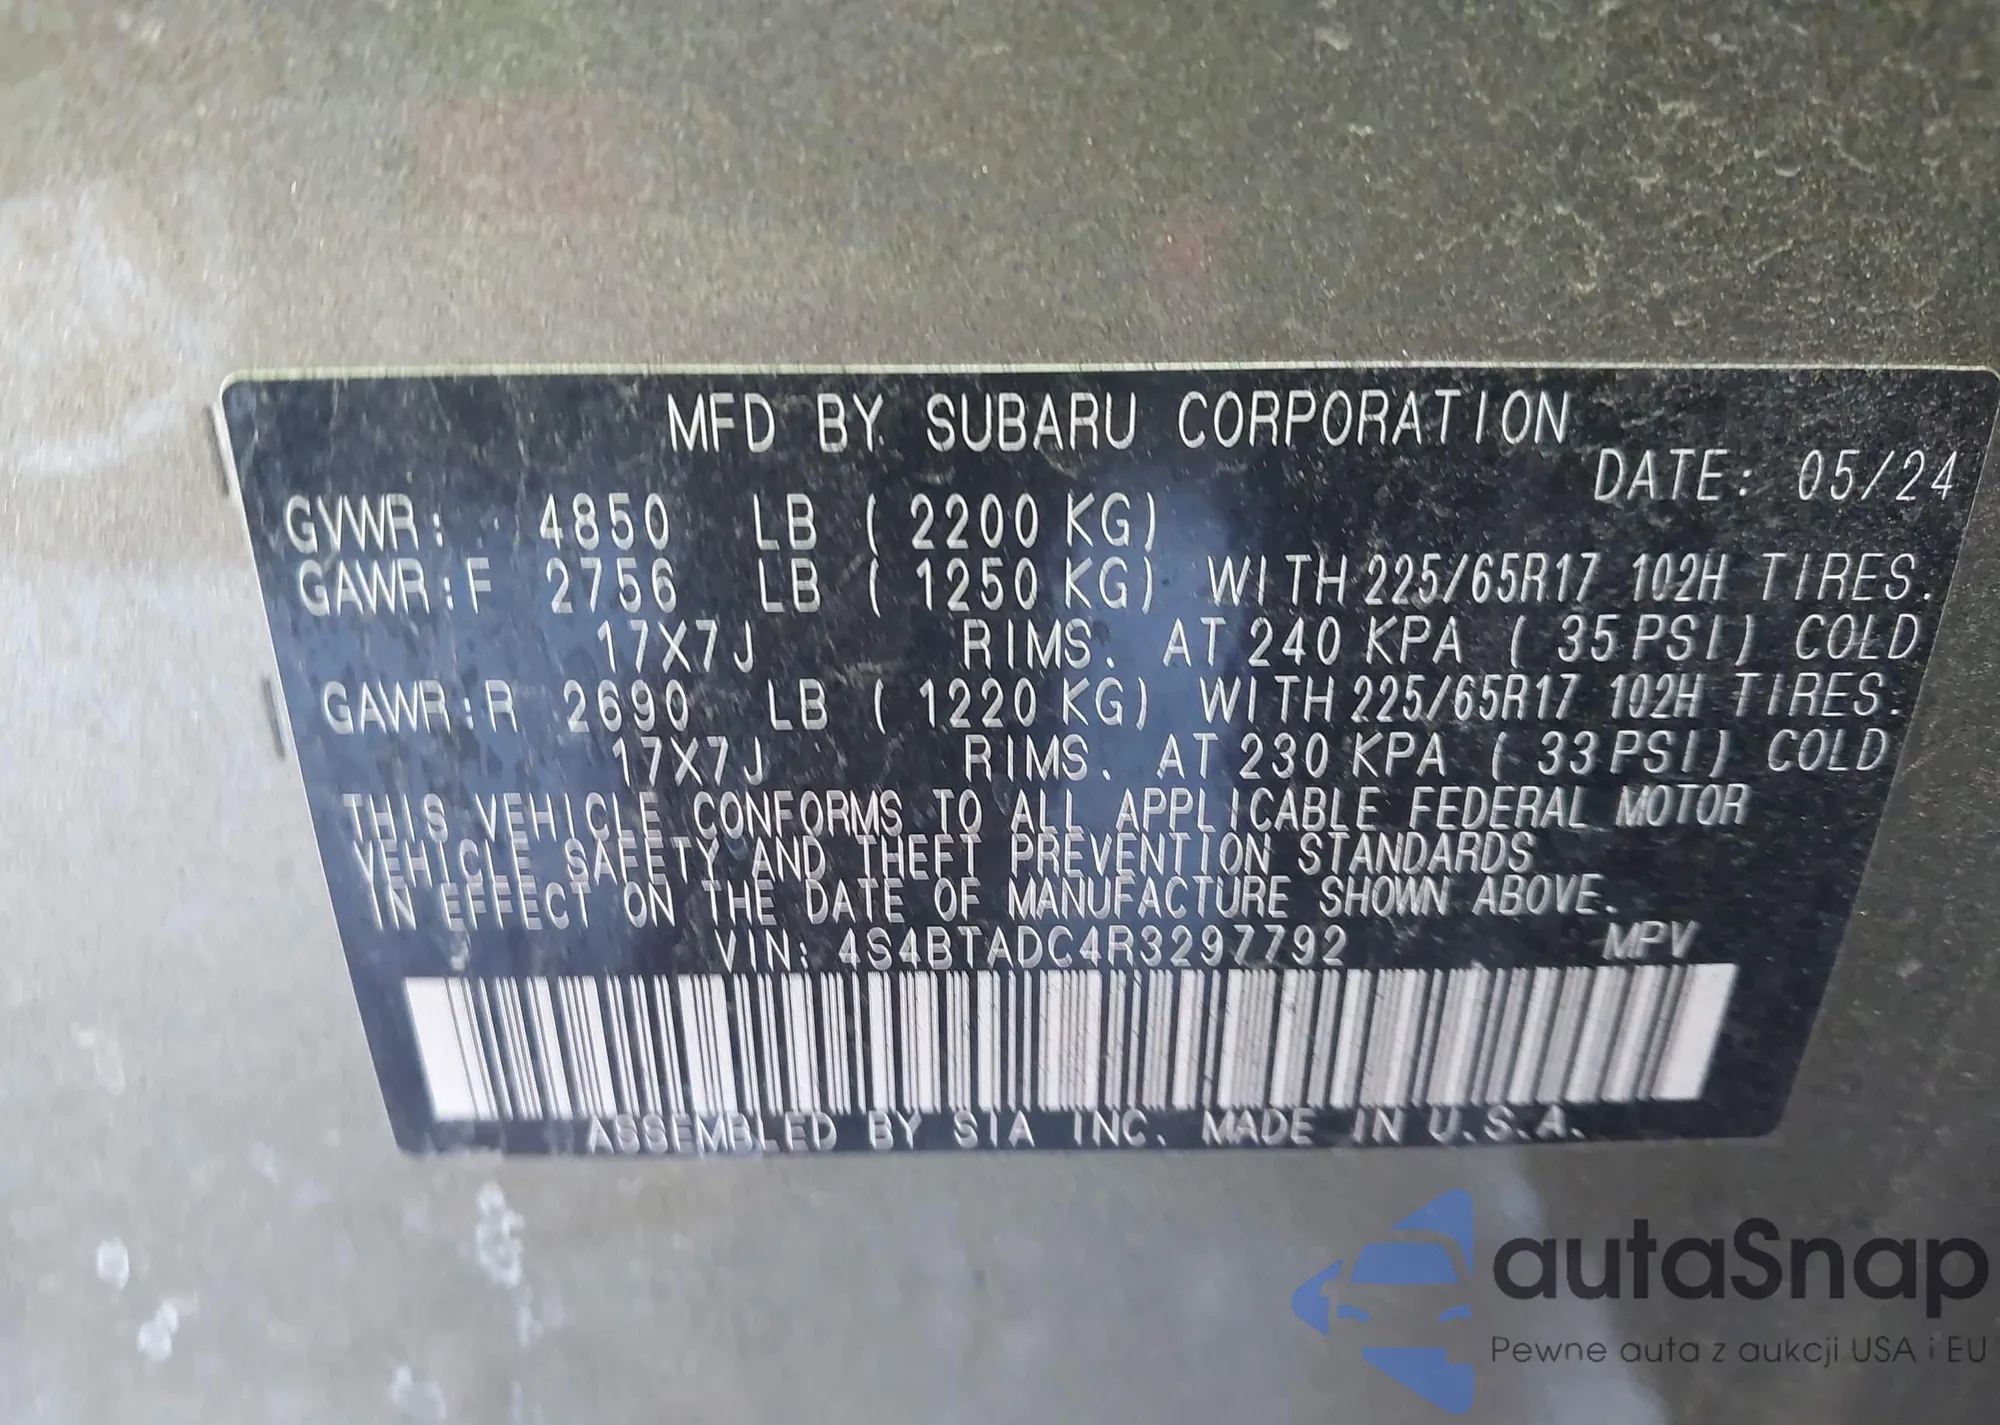 MFD BY SUBARU CORPORATION
DATE: 05/24
GVWR: 4850 LB ( 2200 KG)
GAWR:F 2756 LB ( 1250 KG) WITH 225/65R17 102H TIRES.
17X7J RIMS. AT 240 KPA ( 35 PSI) COLD
GAWR:R 2690 LB ( 1220 KG) WITH 225/65R17 102H TIRES.
17X7J RIMS. AT 230 KPA ( 33 PSI) COLD
THIS VEHICLE CONFORMS TO ALL APPLICABLE FEDERAL MOTOR
VEHICLE SAFETY AND THEFT PREVENTION STANDARDS
IN EFFECT ON THE DATE OF MANUFACTURE SHOWN ABOVE.
VIN: 4S4BTADC4R3297792 MPV
ASSEMBLED BY SIA INC. MADE IN U.S.A.
autaSnap
Pewne auta z aukcji USA i EU